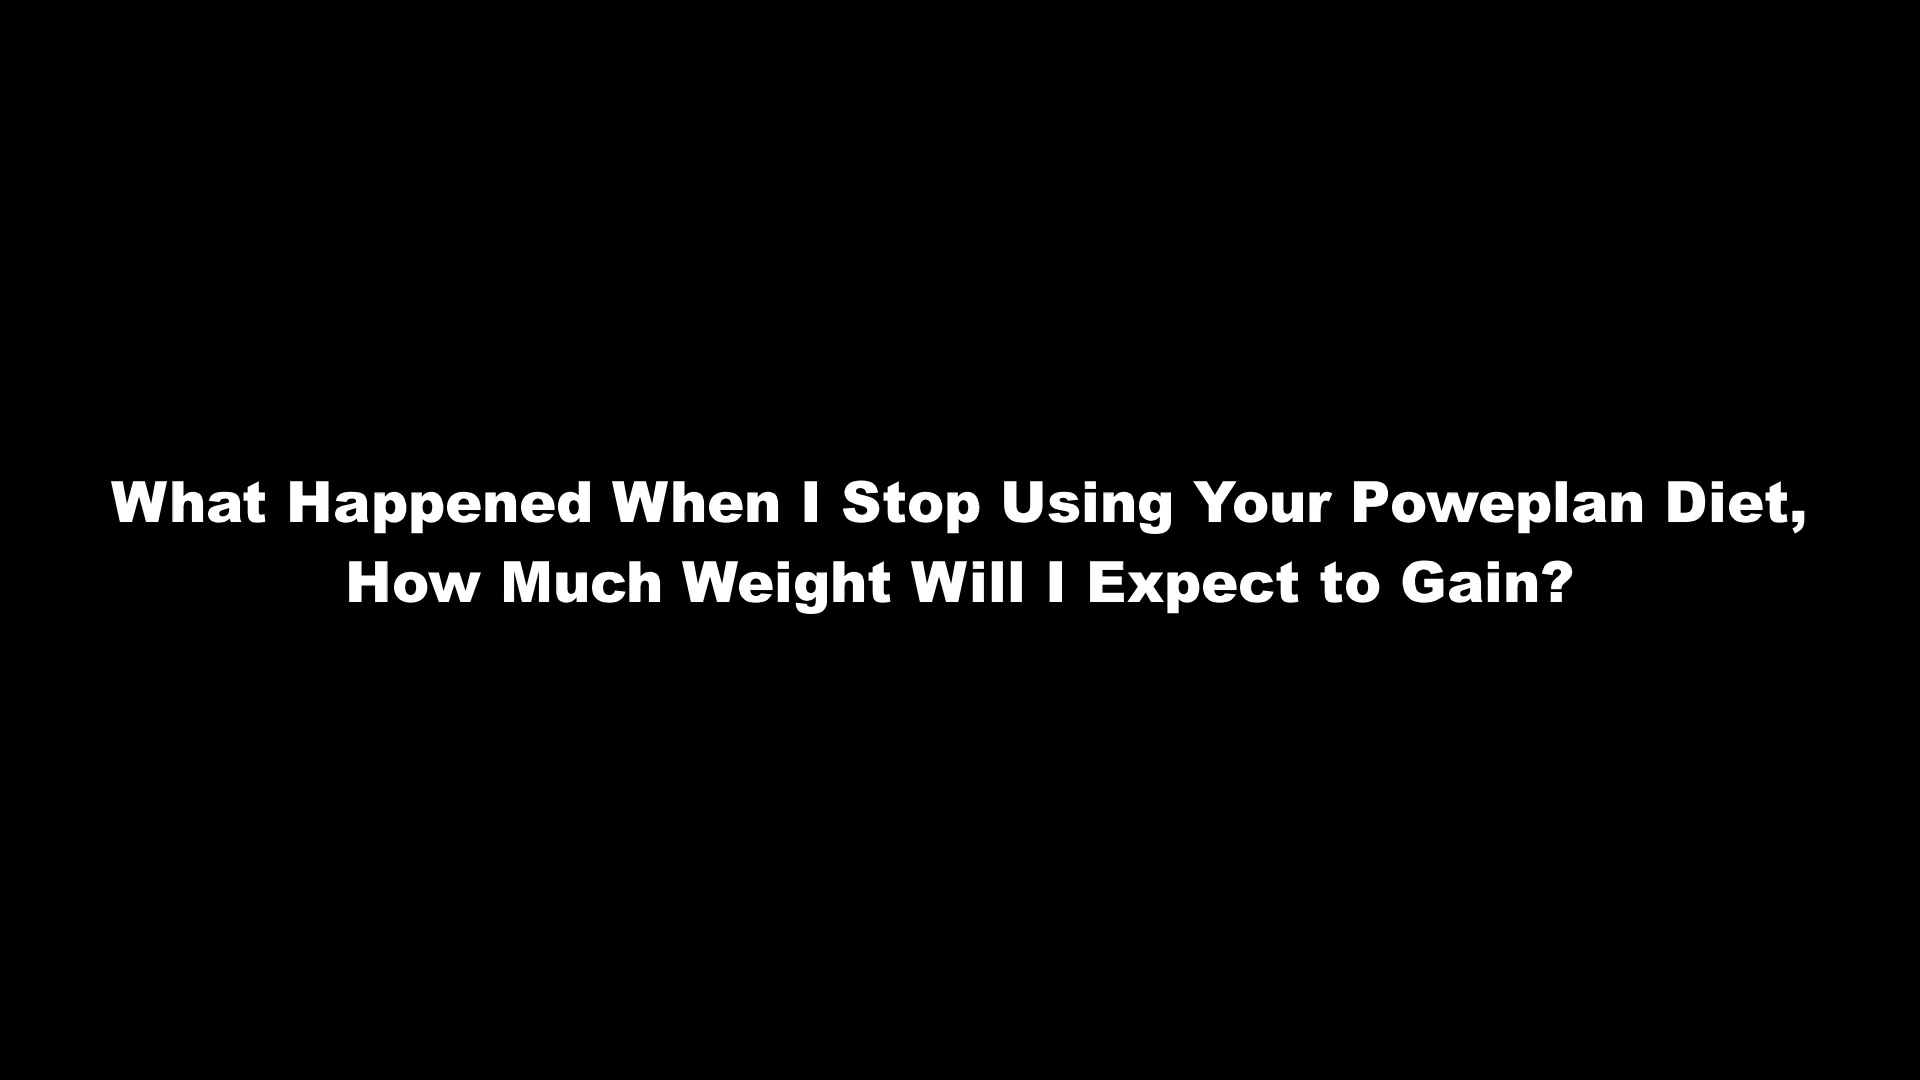 What Happened When I Stop Using Your Poweplan Diet,
How Much Weight Will I Expect to Gain?